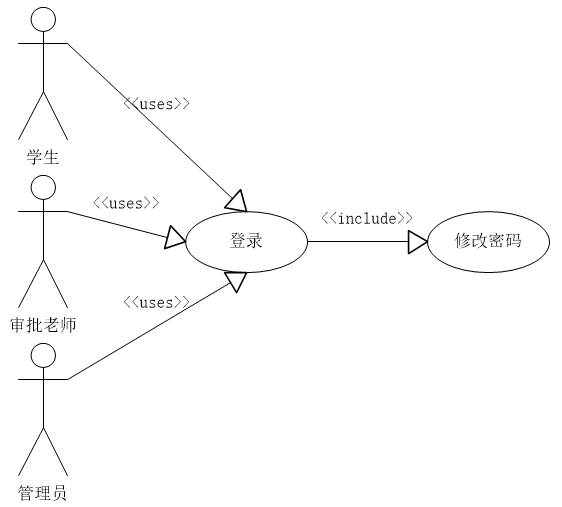 <<uses>>
学生
<<uses>>
<<include>>
登录
修改密码
<<uses>>
审批老师
管理员